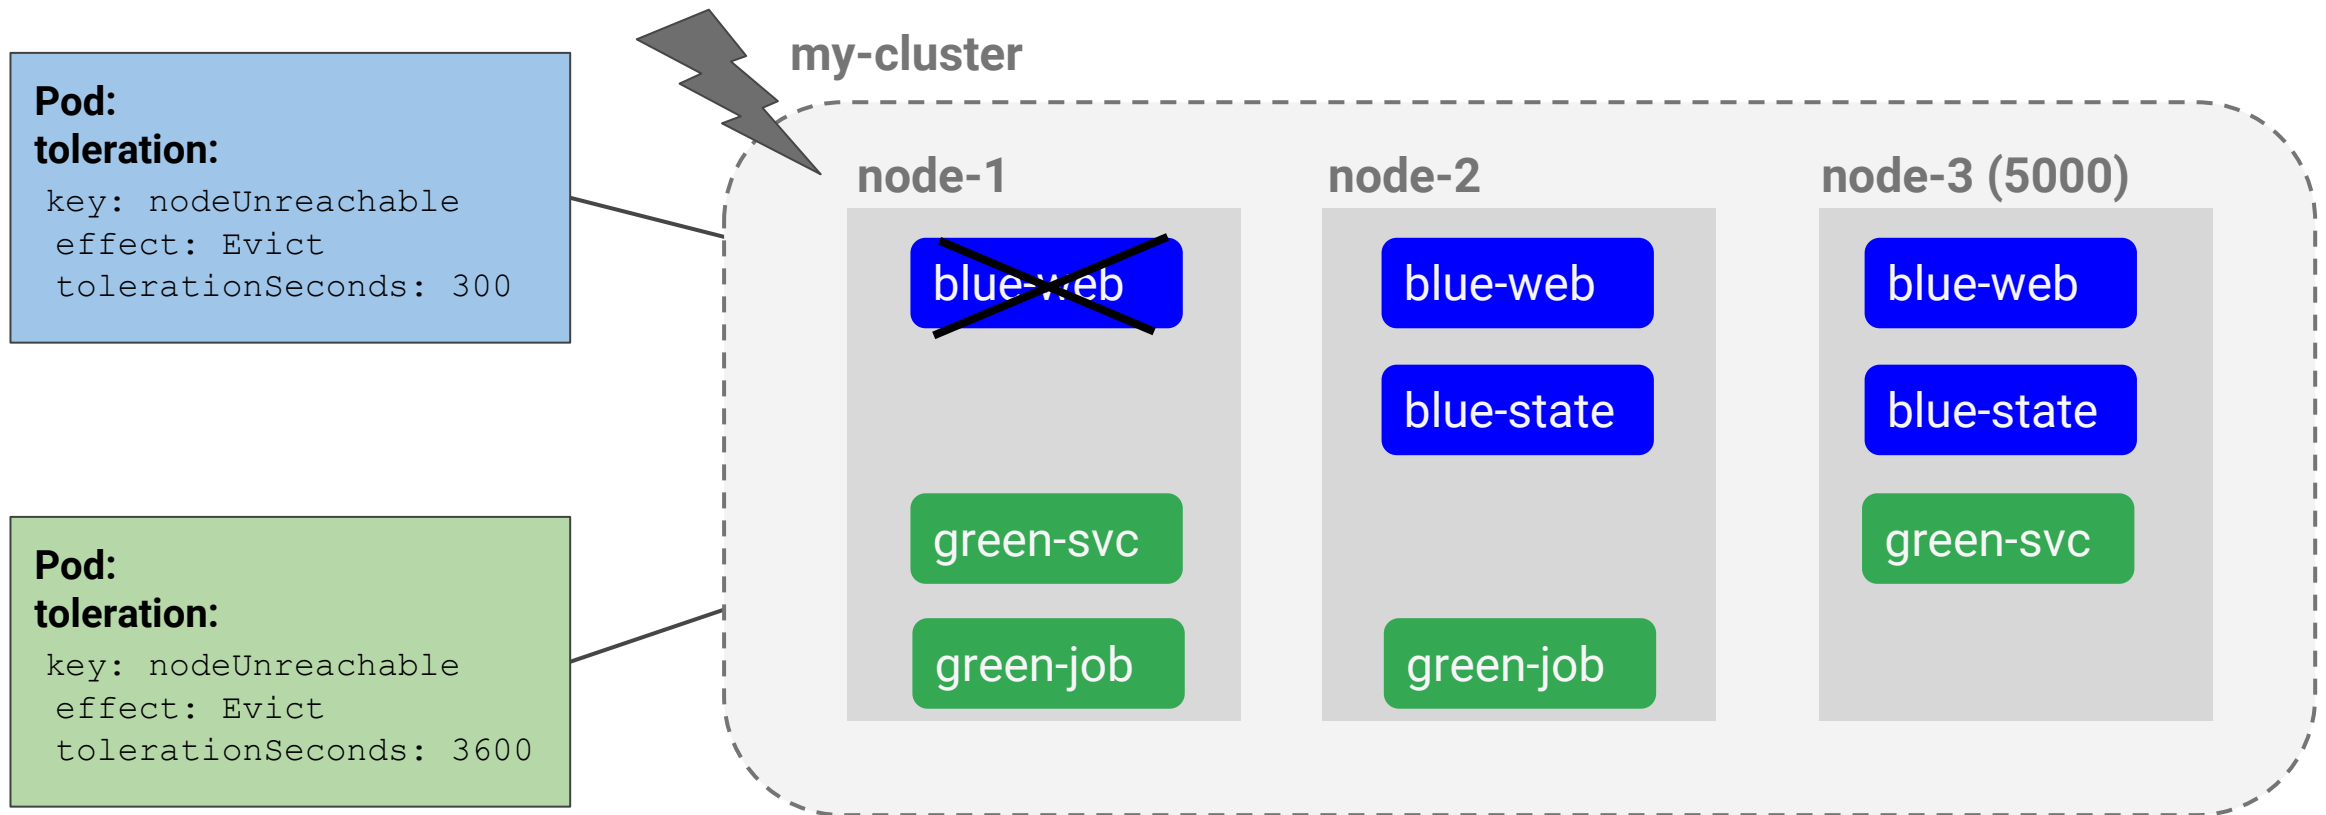 my-cluster
Pod:
toleration:
key: nodeUnreachable
effect: Evict
tolerationSeconds: 300
Pod:
toleration:
key: nodeUnreachable
effect: Evict
tolerationSeconds: 3600
node-1
blue-web
green-svc
green-job
node-2
blue-web
blue-state
green-job
node-3 (5000)
blue-web
blue-state
green-svc